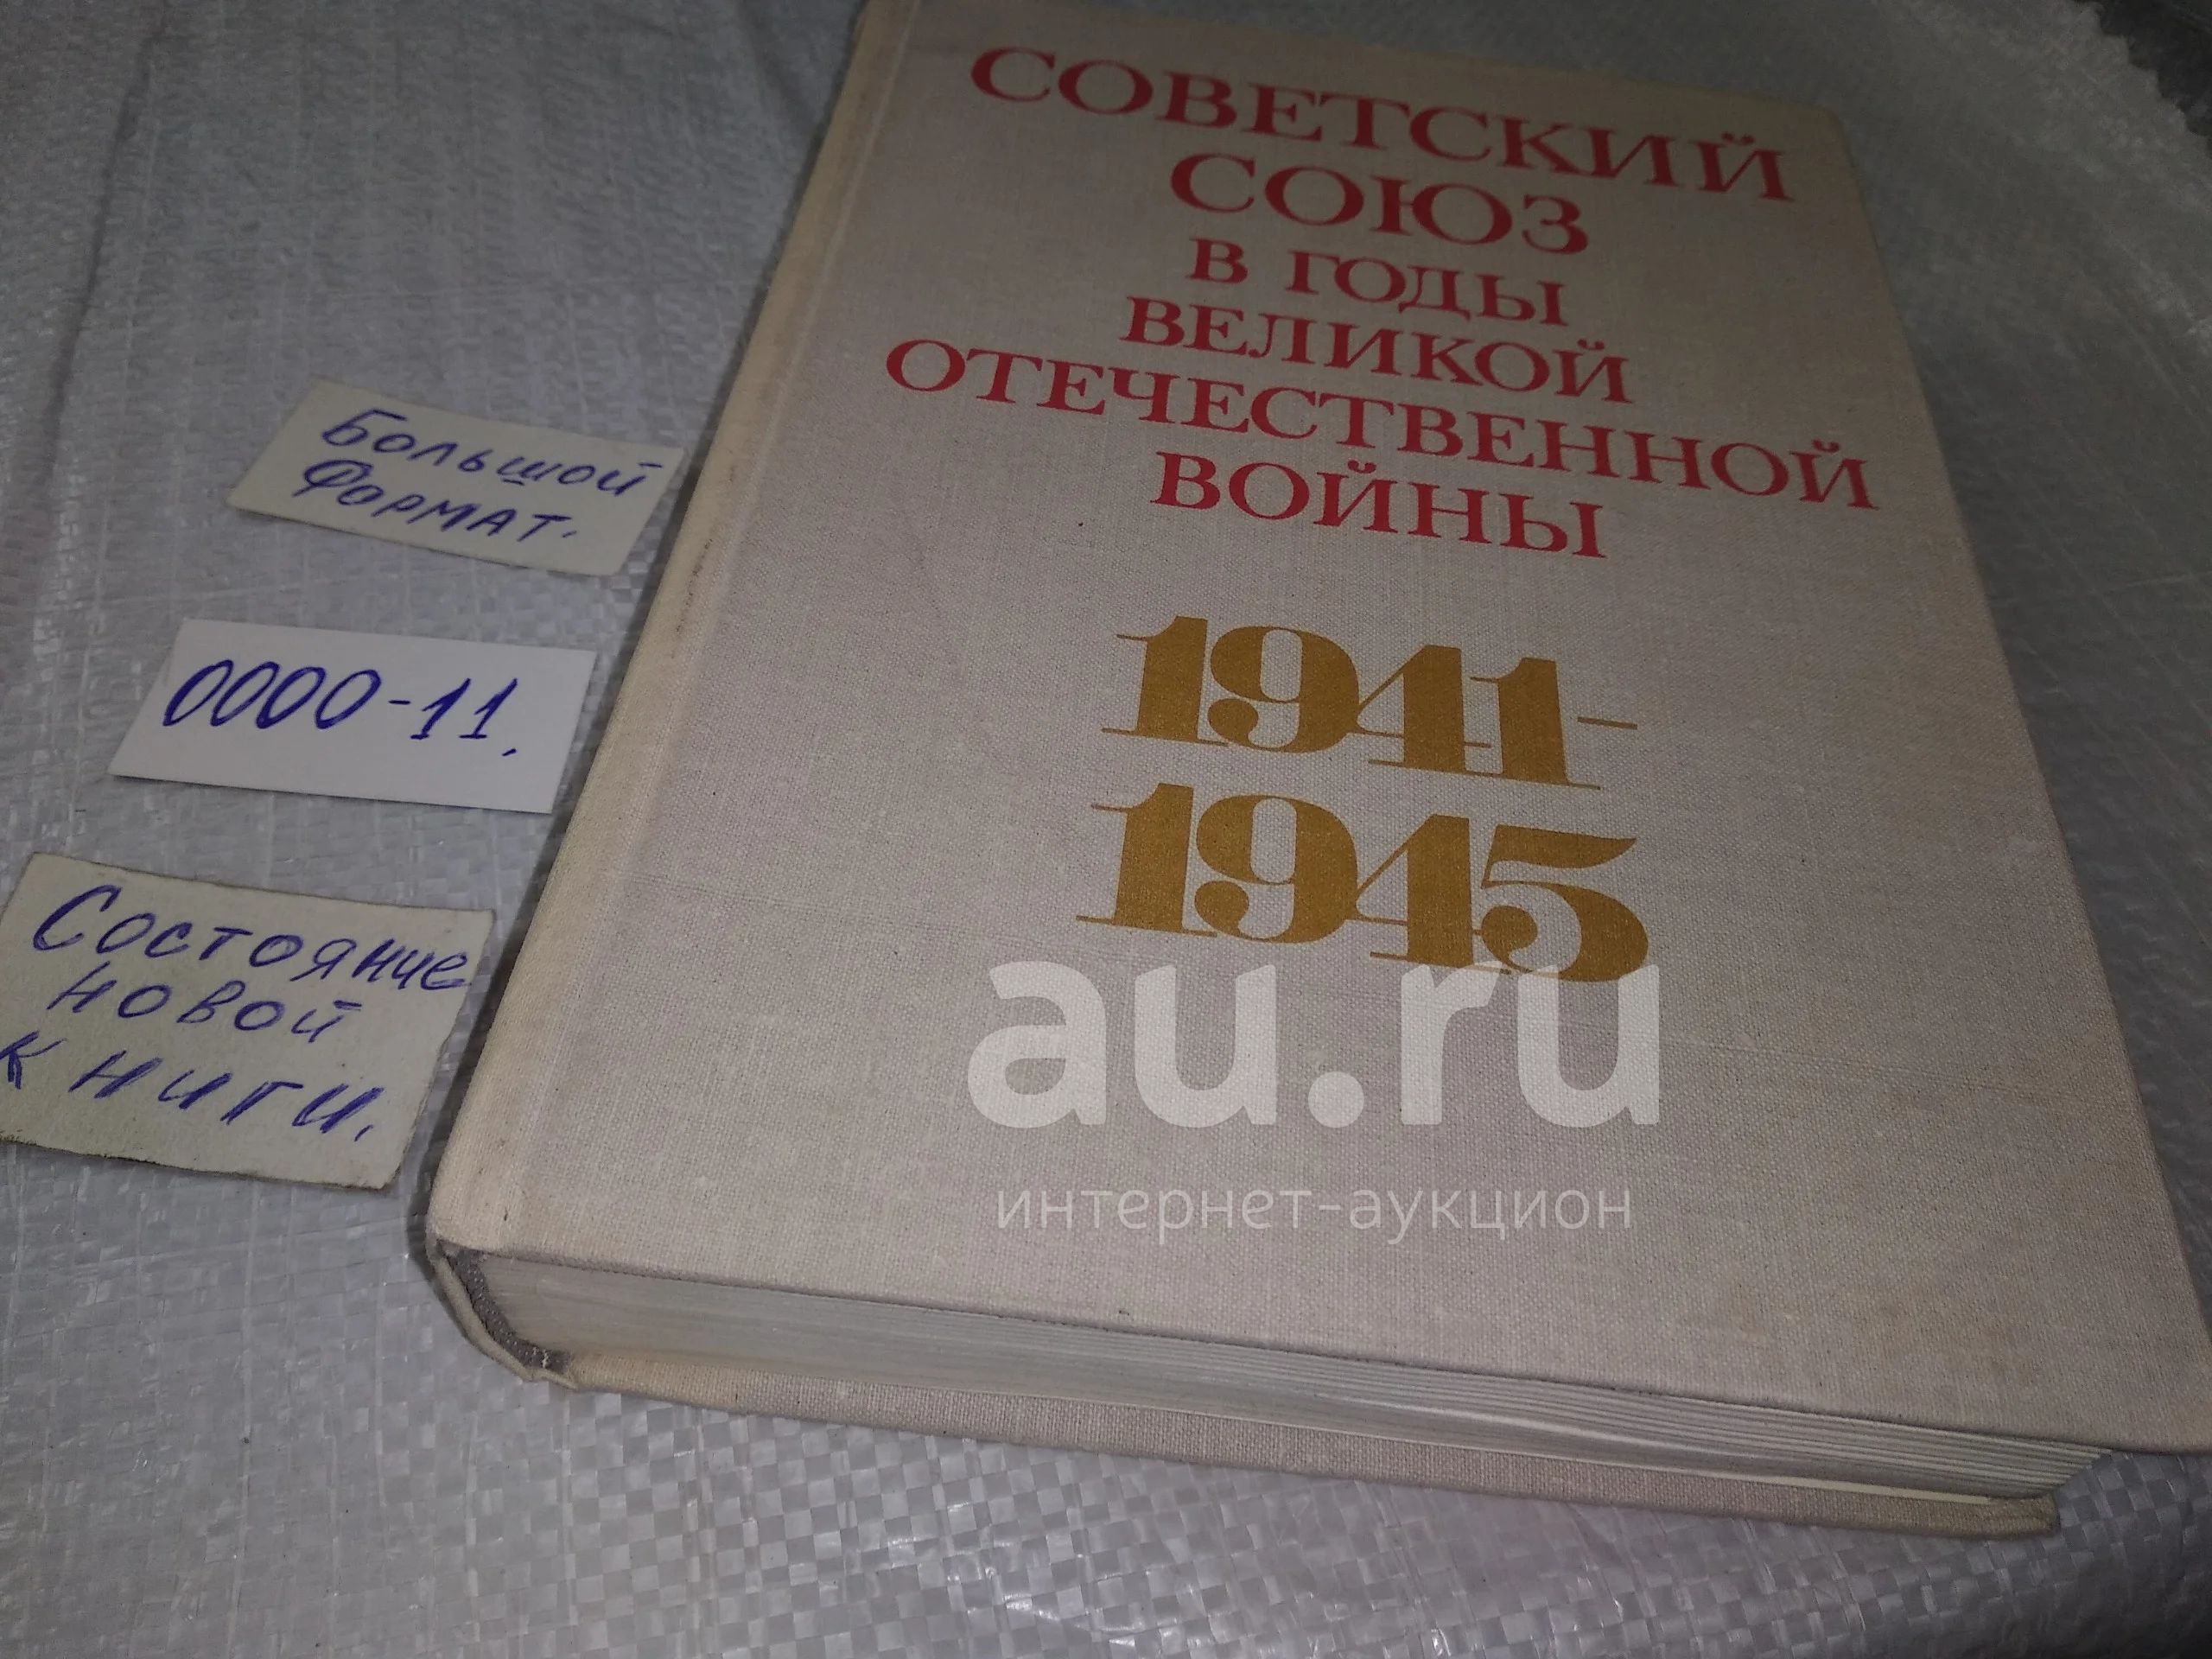 СОВЕТСКИЙ
СОЮЗ
В ГОДЫ
ВЕЛИКОЙ
ОТЕЧЕСТВЕННОЙ
ВОЙНЫ
1941-
1945
Большой
Формат.
0000-11.
Состояние
новой
книги.
au.ru
интернет-аукцион